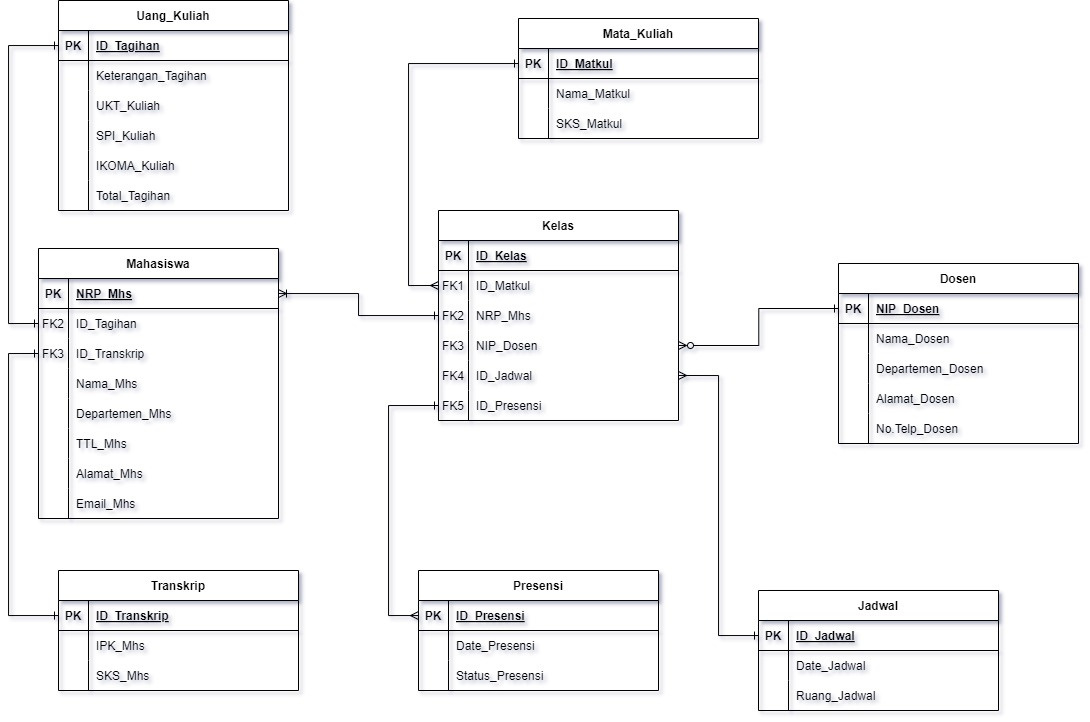 Uang_Kuliah
PK ID_Tagihan
Keterangan_Tagihan
UKT_Kuliah
SPI_Kuliah
IKOMA_Kuliah
Total_Tagihan
Mata_Kuliah
PK ID_Matkul
Nama_Matkul
SKS_Matkul
Mahasiswa
PK NRP_Mhs
FK2 ID_Tagihan
FK3 ID_Transkrip
Nama_Mhs
Departemen_Mhs
TTL_Mhs
Alamat_Mhs
Email_Mhs
Kelas
PK ID_Kelas
FK1 ID_Matkul
FK2 NRP_Mhs
FK3 NIP_Dosen
FK4 ID_Jadwal
FK5 ID_Presensi
Dosen
PK NIP_Dosen
Nama_Dosen
Departemen_Dosen
Alamat_Dosen
No.Telp_Dosen
Transkrip
PK ID_Transkrip
IPK_Mhs
SKS_Mhs
Presensi
PK ID_Presensi
Date_Presensi
Status_Presensi
Jadwal
PK ID_Jadwal
Date_Jadwal
Ruang_Jadwal